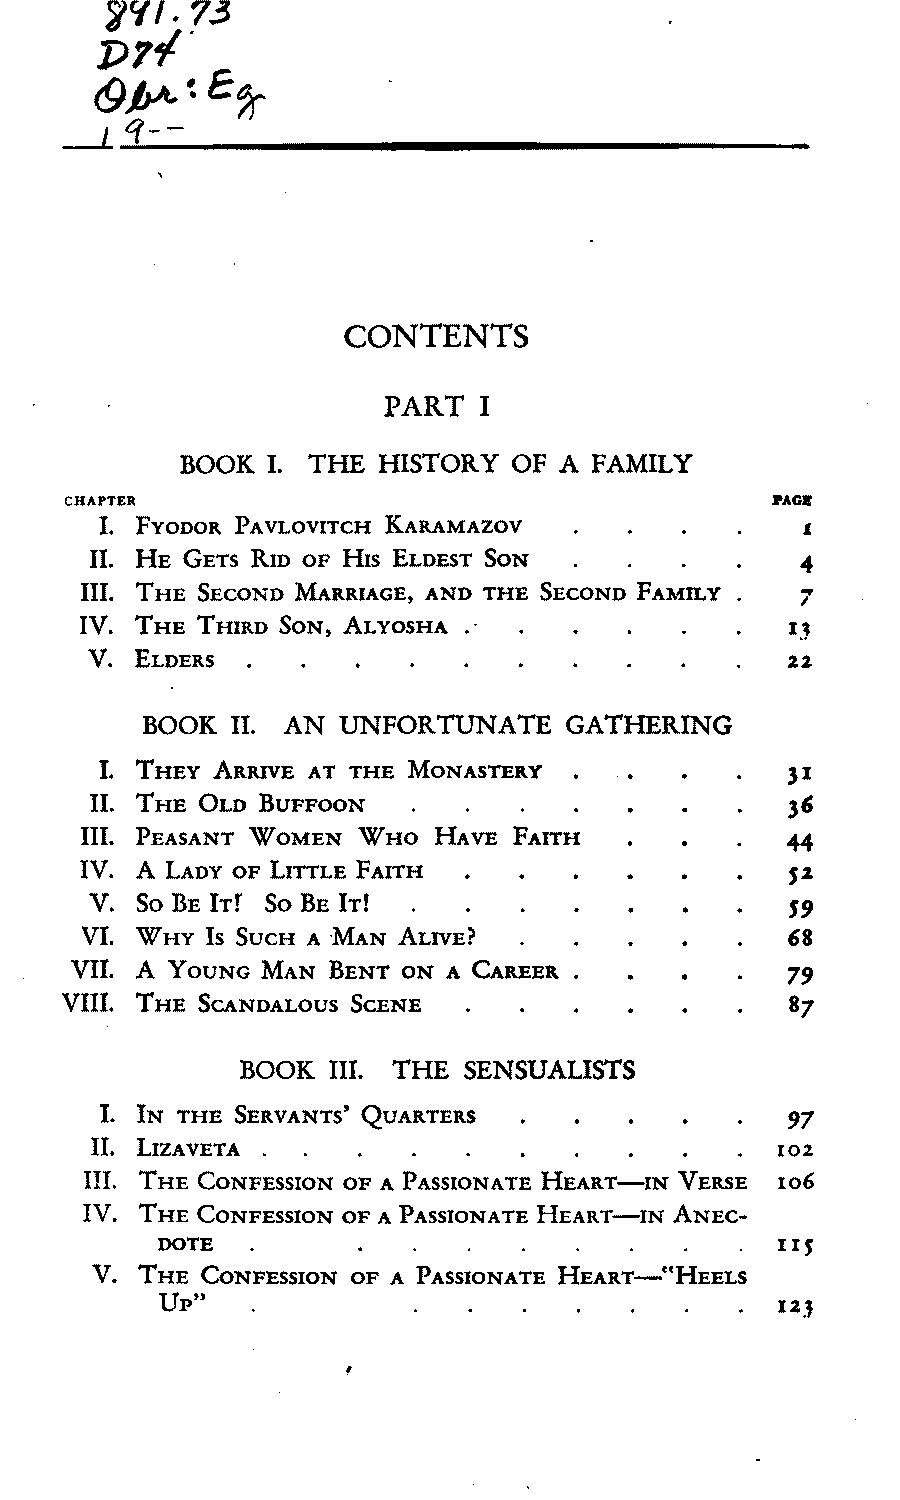 891.73
D74
Obr:Eg
19--
CONTENTS
PART I
BOOK I. THE HISTORY OF A FAMILY
CHAPTER PAGE
I. FYODOR PAVLOVITCH KARAMAZOV . . . . 1
II. HE GETS RID OF HIS ELDEST SON . . . . 4
III. THE SECOND MARRIAGE, AND THE SECOND FAMILY . 7
IV. THE THIRD SON, ALYOSHA . . . . . . 13
V. ELDERS . . . . . . . . . . 22
BOOK II. AN UNFORTUNATE GATHERING
I. THEY ARRIVE AT THE MONASTERY . . . . 31
II. THE OLD BUFFOON . . . . . . . 36
III. PEASANT WOMEN WHO HAVE FAITH . . . 44
IV. A LADY OF LITTLE FAITH . . . . . . 52
V. SO BE IT! SO BE IT! . . . . . . . 59
VI. WHY IS SUCH A MAN ALIVE? . . . . . 68
VII. A YOUNG MAN BENT ON A CAREER . . . . 79
VIII. THE SCANDALOUS SCENE . . . . . . 87
BOOK III. THE SENSUALISTS
I. IN THE SERVANTS' QUARTERS . . . . . 97
II. LIZAVETA . . . . . . . . . . 102
III. THE CONFESSION OF A PASSIONATE HEART—IN VERSE 106
IV. THE CONFESSION OF A PASSIONATE HEART—IN ANEC-
DOTE . . . . . . . . . 115
V. THE CONFESSION OF A PASSIONATE HEART—"HEELS
UP" . . . . . . . . 123